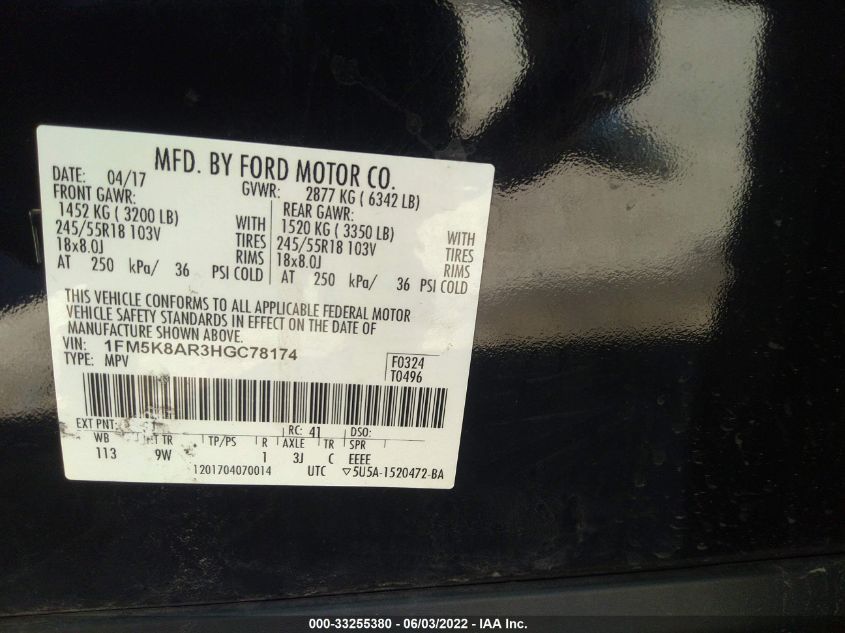 MFD. BY FORD MOTOR CO.
DATE: 04/17 GVWR: 2877 KG ( 6342 LB)
FRONT GAWR: REAR GAWR:
1452 KG ( 3200 LB) WITH 1520 KG ( 3350 LB) WITH
245/55R18 103V TIRES 245/55R18 103V TIRES
18x8.0J RIMS 18x8.0J RIMS
AT 250 kPa/ 36 PSI COLD AT 250 kPa/ 36 PSI COLD
THIS VEHICLE CONFORMS TO ALL APPLICABLE FEDERAL MOTOR
VEHICLE SAFETY STANDARDS IN EFFECT ON THE DATE OF
MANUFACTURE SHOWN ABOVE.
VIN: 1FM5K8AR3HGC78174 F0324
TYPE: MPV T0496
EXT PNT: RC: 41 DSO:
WB TR TP/PS R AXLE TR SPR
113 9W 1 3J C EEEE
1201704070014 UTC ▽5U5A-1520472-BA
000-33255380 - 06/03/2022 - IAA Inc.